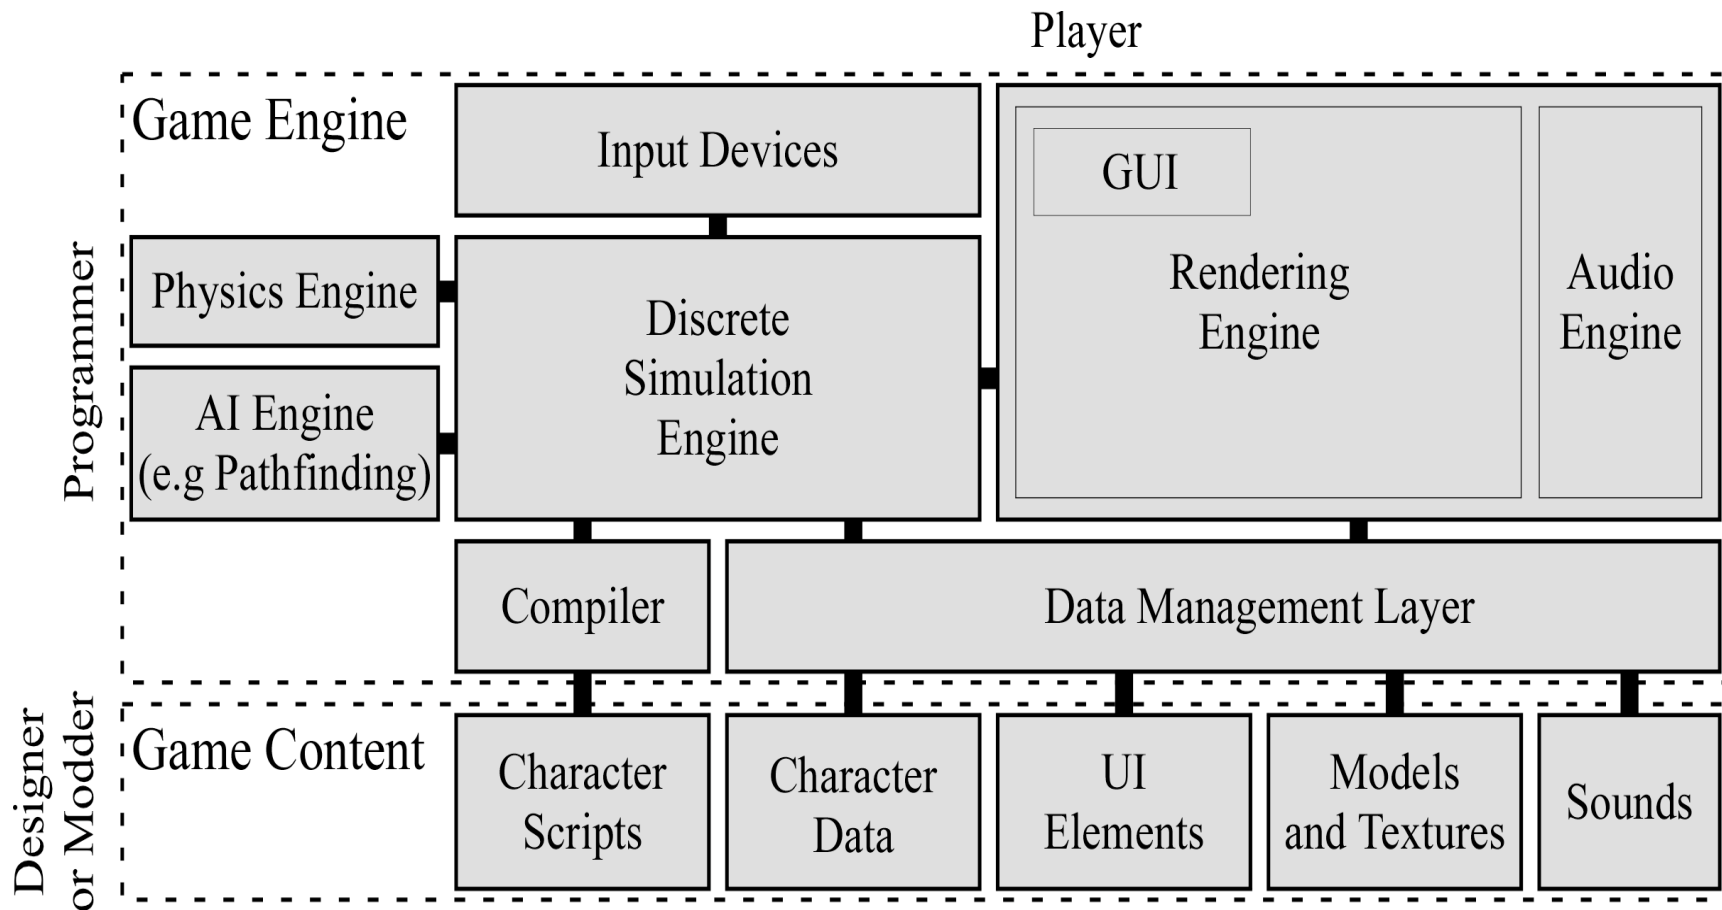 Player
Game Engine
Input Devices
GUI
Rendering
Engine
Audio
Engine
Programmer
Physics Engine
Discrete
Simulation
Engine
AI Engine
(e.g Pathfinding)
Compiler
Data Management Layer
Designer
or Modder
Game Content
Character
Scripts
Character
Data
UI
Elements
Models
and Textures
Sounds